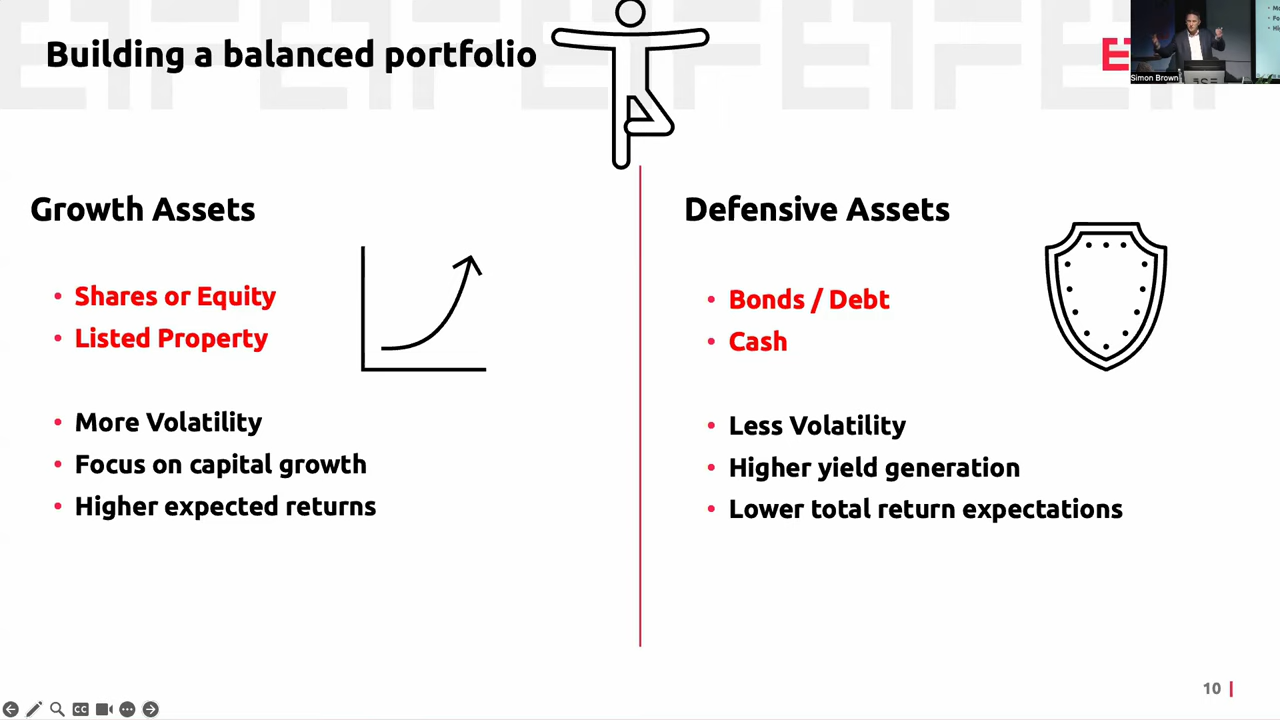 Building a balanced portfolio
Simon Brown
Growth Assets
Shares or Equity
Listed Property
More Volatility
Focus on capital growth
Higher expected returns
Defensive Assets
Bonds / Debt
Cash
Less Volatility
Higher yield generation
Lower total return expectations
10
CC